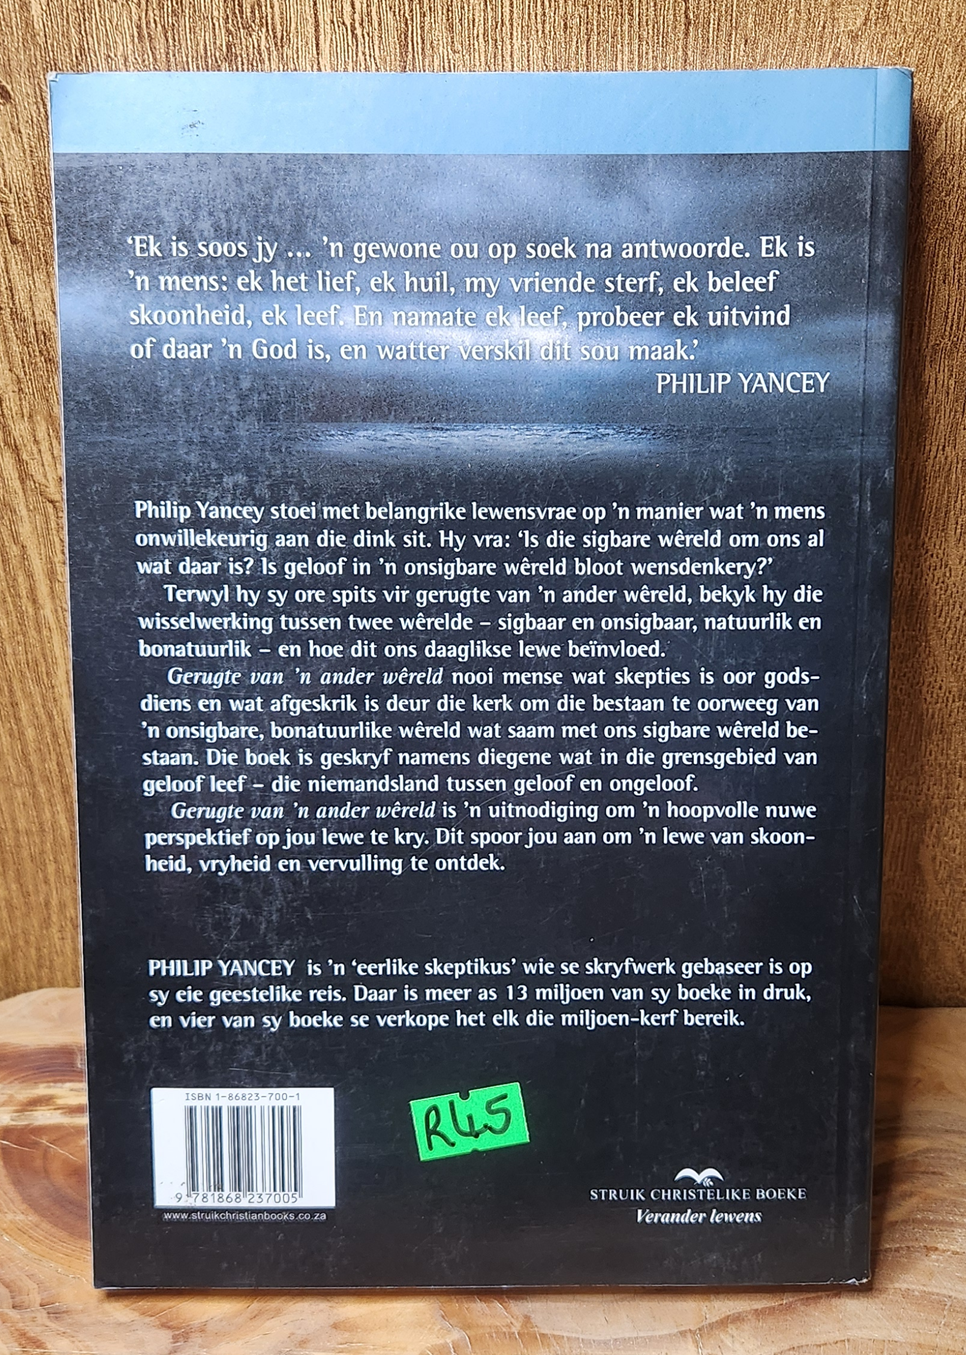 ‘Ek is soos jy ... ’n gewone ou op soek na antwoorde. Ek is
’n mens: ek het lief, ek huil, my vriende sterf, ek beleef
skoonheid, ek leef. En namate ek leef, probeer ek uitvind
of daar ’n God is, en watter verskil dit sou maak.’
PHILIP YANCEY
Philip Yancey stoei met belangrike lewensvrae op ’n manier wat ’n mens
onwillekeurig aan die dink sit. Hy vra: ‘Is die sigbare wêreld om ons al
wat daar is? Is geloof in ’n onsigbare wêreld bloot wensdenkery?’
Terwyl hy sy ore spits vir gerugte van ’n ander wêreld, bekyk hy die
wisselwerking tussen twee wêrelde – sigbaar en onsigbaar, natuurlik en
bonatuurlik – en hoe dit ons daaglikse lewe beïnvloed.
Gerugte van ’n ander wêreld nooi mense wat skepties is oor gods-
diens en wat afgeskrik is deur die kerk om die bestaan te oorweeg van
’n onsigbare, bonatuurlike wêreld wat saam met ons sigbare wêreld be-
staan. Die boek is geskryf namens diegene wat in die grensgebied van
geloof leef – die niemandsland tussen geloof en ongeloof.
Gerugte van ’n ander wêreld is ’n uitnodiging om ’n hoopvolle nuwe
perspektief op jou lewe te kry. Dit spoor jou aan om ’n lewe van skoon-
heid, vryheid en vervulling te ontdek.
PHILIP YANCEY is ’n ‘eerlike skeptikus’ wie se skryfwerk gebaseer is op
sy eie geestelike reis. Daar is meer as 13 miljoen van sy boeke in druk,
en vier van sy boeke se verkope het elk die miljoen-kerf bereik.
ISBN 1-86823-700-1
9 781868 237005
www.struikchristianbooks.co.za
R45
STRUIK CHRISTELIKE BOEKE
Verander lewens